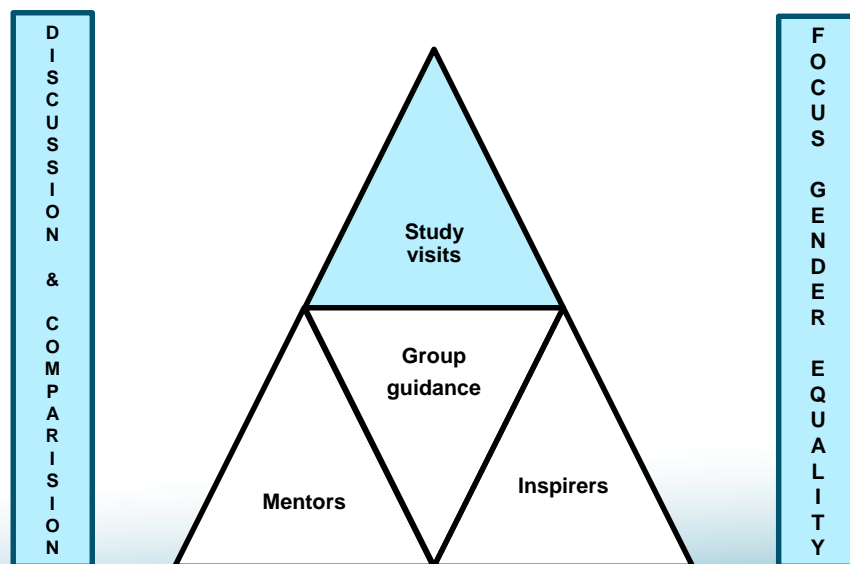 DISCUSSION & COMPARISION
Study
visits
Group
guidance
Mentors
Inspirers
FOCUS GENDER EQUALITY